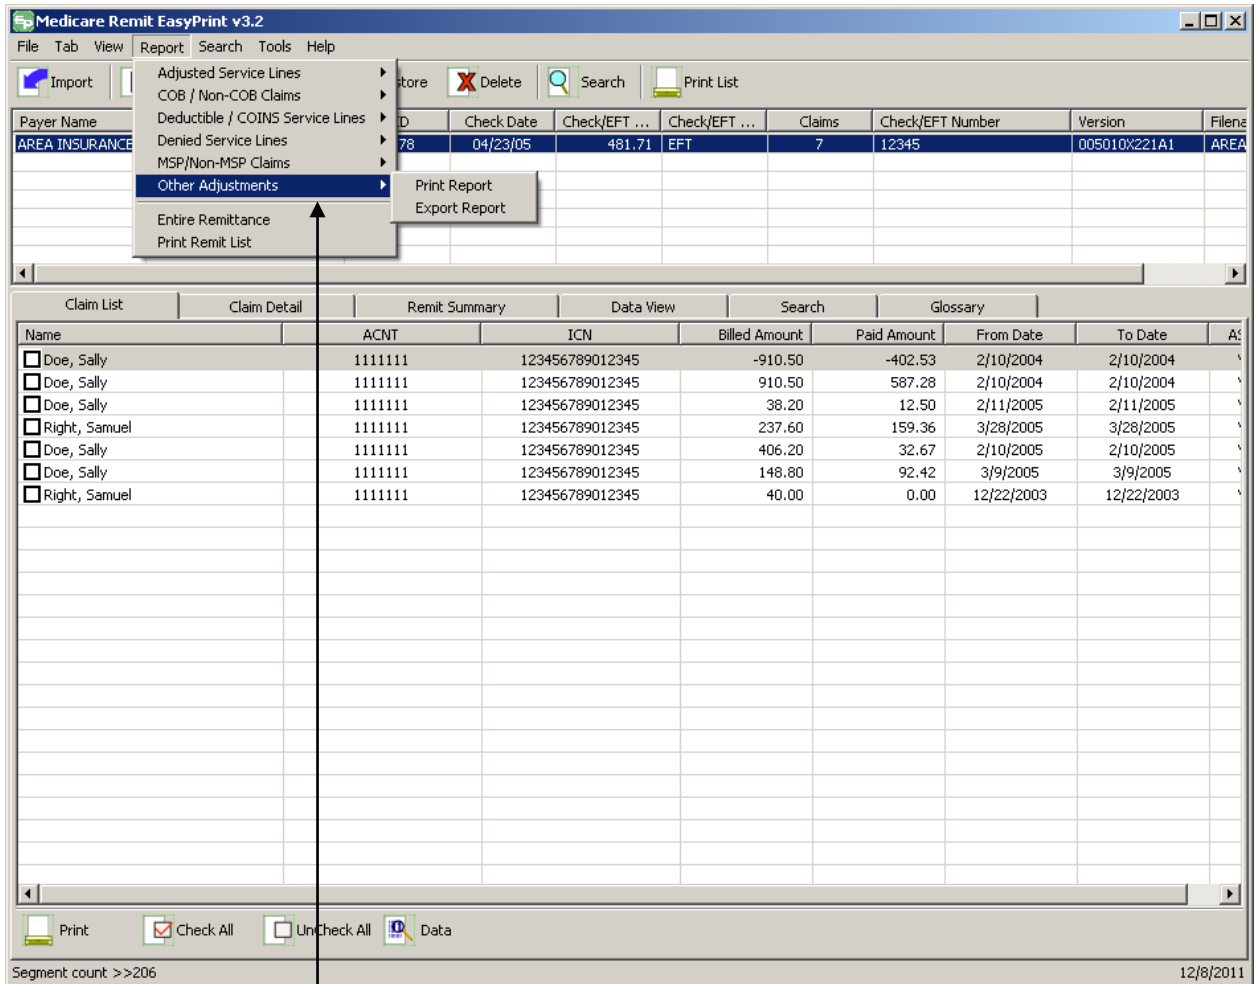 Ep Medicare Remit EasyPrint v3.2
File Tab View Report Search Tools Help
Import store Delete Search Print List
Adjusted Service Lines
COB / Non-COB Claims
Deductible / COINS Service Lines
Denied Service Lines
MSP/Non-MSP Claims
Other Adjustments
Entire Remittance
Print Remit List
Print Report
Export Report
Payer Name Check Date Check/EFT ... Check/EFT ... Claims Check/EFT Number Version Filena
AREA INSURANCE 78 04/23/05 481.71 EFT 7 12345 005010X221A1 AREA
Claim List Claim Detail Remit Summary Data View Search Glossary
Name ACNT ICN Billed Amount Paid Amount From Date To Date AS
Doe, Sally 1111111 123456789012345 -910.50 -402.53 2/10/2004 2/10/2004
Doe, Sally 1111111 123456789012345 910.50 587.28 2/10/2004 2/10/2004
Doe, Sally 1111111 123456789012345 38.20 12.50 2/11/2005 2/11/2005
Right, Samuel 1111111 123456789012345 237.60 159.36 3/28/2005 3/28/2005
Doe, Sally 1111111 123456789012345 406.20 32.67 2/10/2005 2/10/2005
Doe, Sally 1111111 123456789012345 148.80 92.42 3/9/2005 3/9/2005
Right, Samuel 1111111 123456789012345 40.00 0.00 12/22/2003 12/22/2003
Print Check All UnCheck All Data
Segment count >>206 12/8/2011